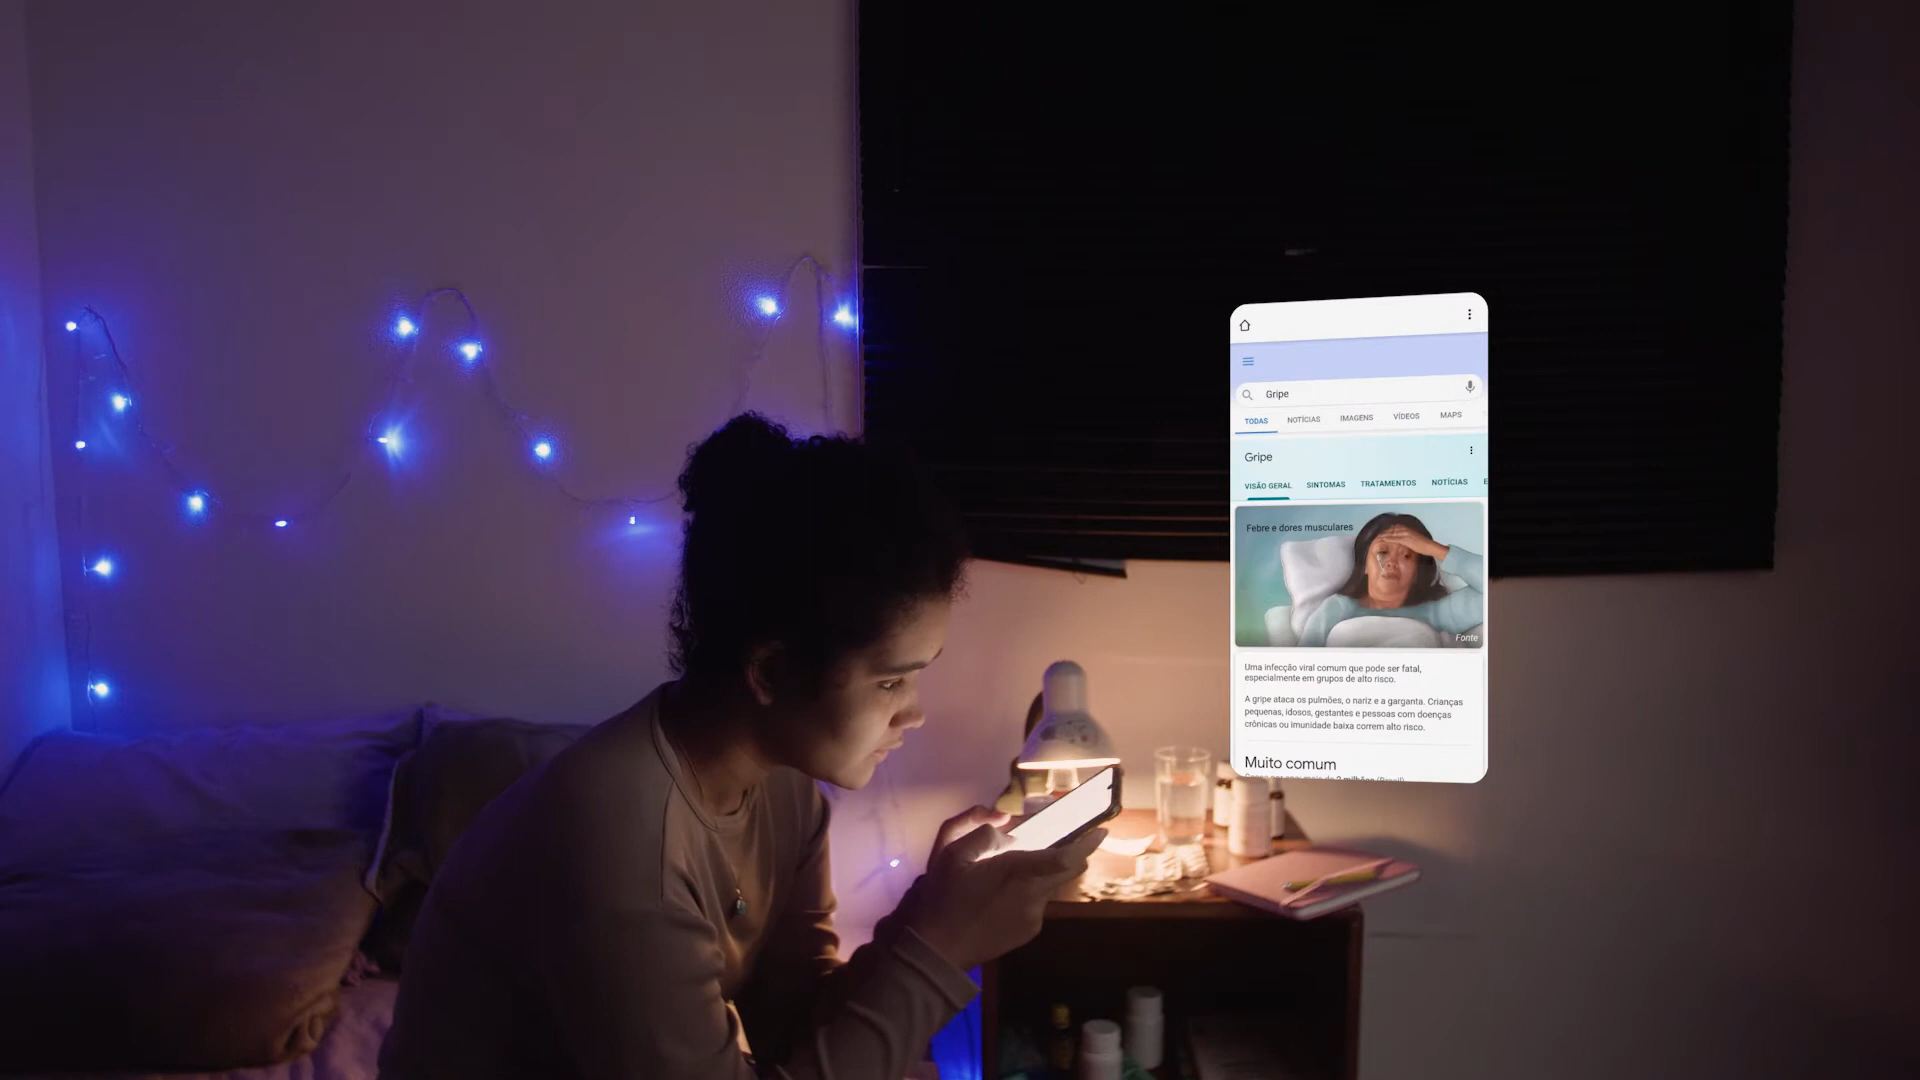 Gripe
TODAS NOTÍCIAS IMAGENS VÍDEOS MAPS
Gripe
VISÃO GERAL SINTOMAS TRATAMENTOS NOTÍCIAS
Febre e dores musculares
Fonte
Uma infecção viral comum que pode ser fatal,
especialmente em grupos de alto risco.
A gripe ataca os pulmões, o nariz e a garganta. Crianças
pequenas, idosos, gestantes e pessoas com doenças
crônicas ou imunidade baixa correm alto risco.
Muito comum